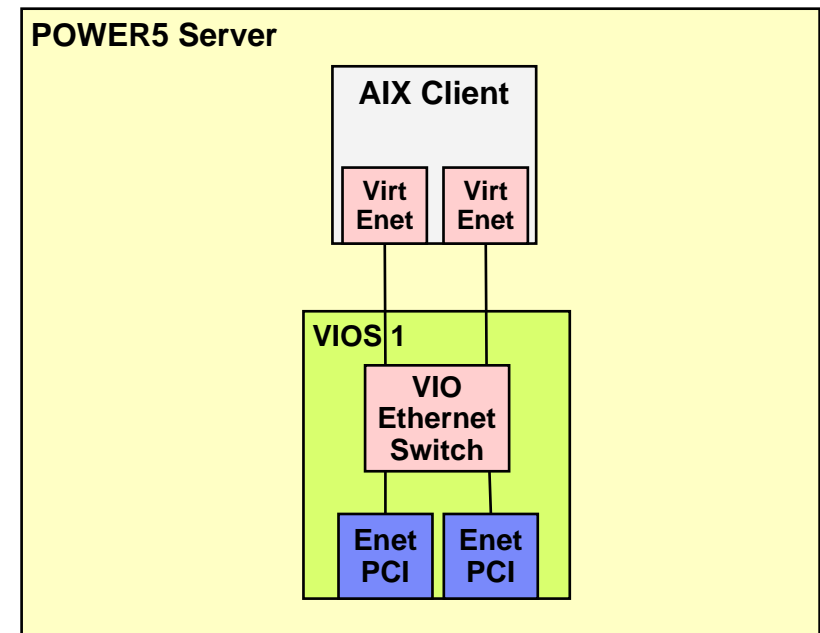 POWER5 Server
AIX Client
Virt
Enet
Virt
Enet
VIOS 1
VIO
Ethernet
Switch
Enet
PCI
Enet
PCI